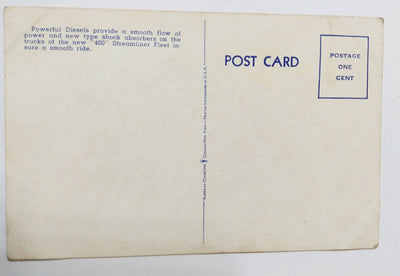 Powerful Diesels provide a smooth flow of
power and new type shock absorbers on the
trucks of the new "400" Streamliner Fleet in-
sure a smooth ride.
POST CARD
POSTAGE
ONE
CENT